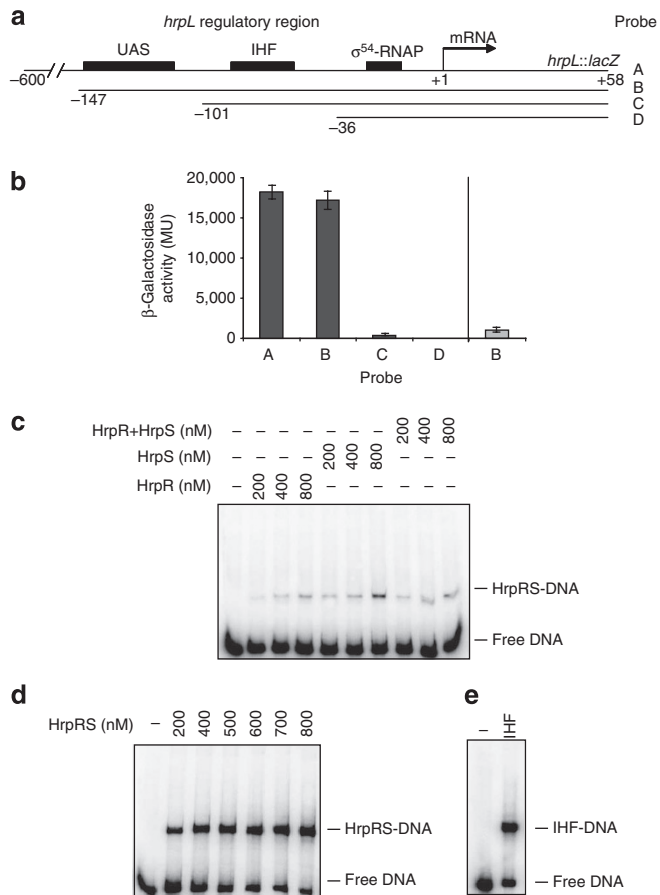 a
hrpL regulatory region
Probe
UAS
IHF
σ54-RNAP
mRNA
hrpL::lacZ
A
–600
+1
+58
B
–147
C
–101
D
–36
b
β-Galactosidase
activity (MU)
20,000
15,000
10,000
5,000
0
A B C D B
Probe
c
HrpR+HrpS (nM) – – – – – – – 200 400 800
HrpS (nM) – – – – 200 400 800 – – –
HrpR (nM) – 200 400 800 – – – – – –
HrpRS-DNA
Free DNA
d
HrpRS (nM) – 200 400 500 600 700 800
HrpRS-DNA
Free DNA
e
– IHF
IHF-DNA
Free DNA